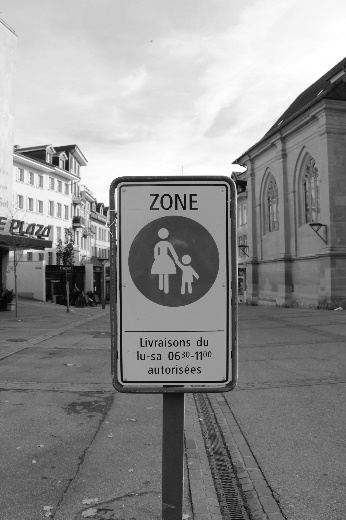 ZONE
Livraisons du
lu-sa 06³⁰-11⁰⁰
autorisées
PLAZA